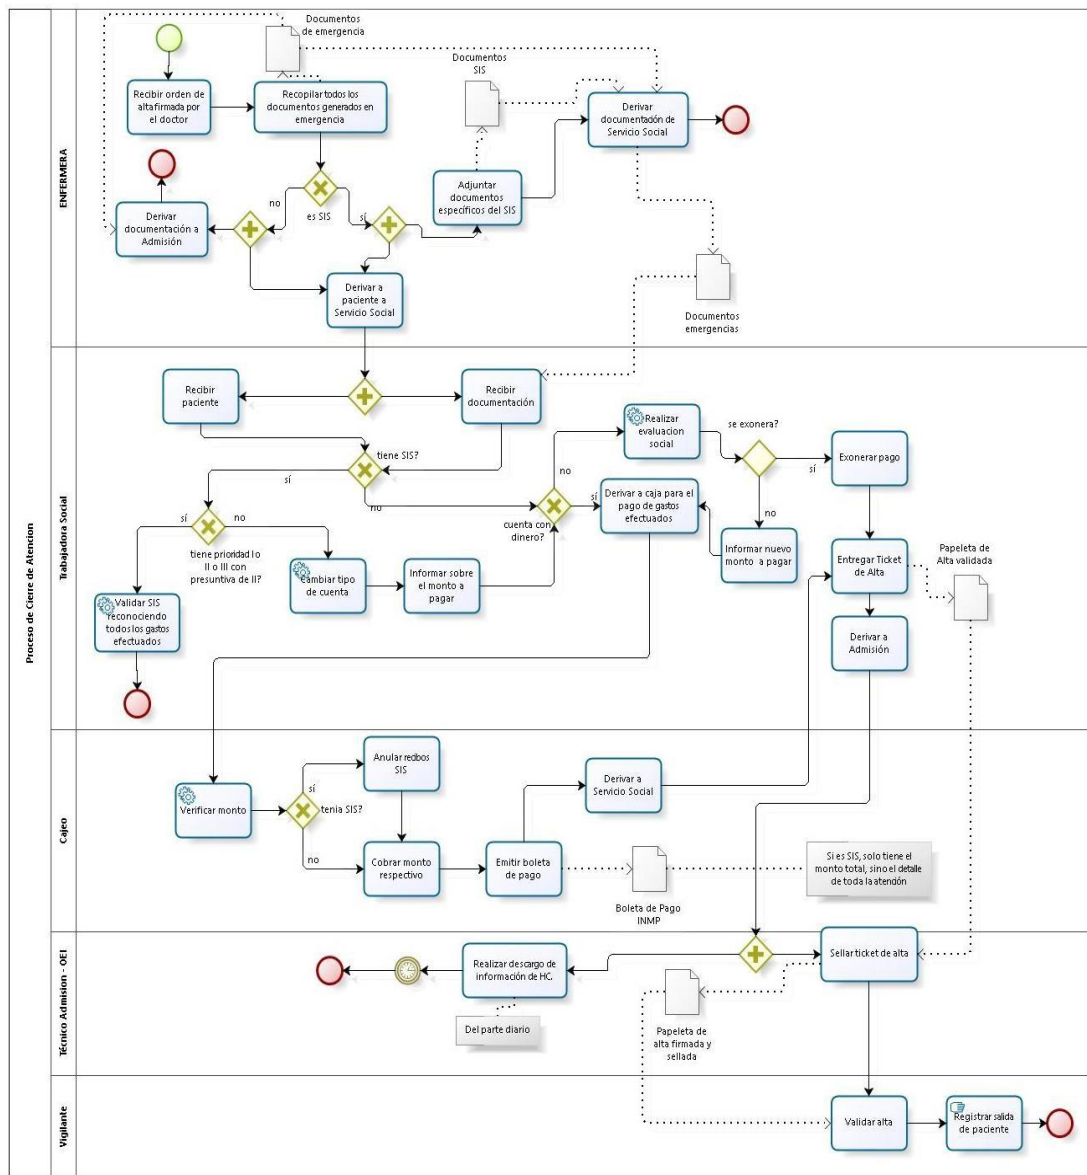 Proceso de Cierre de Atencion
ENFERMERA
Documentos
de emergencia
Recibir orden de
alta firmada por
el doctor
Recopilar todos los
documentos generados en
emergencia
Documentos
SIS
Derivar
documentación de
Servicio Social
Derivar
documentación a
Admisión
no
es SIS
sí
Adjuntar
documentos
específicos del SIS
Derivar a
paciente a
Servicio Social
Documentos
emergencias
Trabajadora Social
Recibir
paciente
Recibir
documentación
Realizar
evaluacion
social
se exonera?
sí
Exonerar pago
tiene SIS?
sí
no
no
cuenta con
dinero?
sí
Derivar a caja para el
pago de gastos
efectuados
no
Informar nuevo
monto a pagar
sí
no
tiene prioridad I o
II o III con
presuntiva de II?
Cambiar tipo
de cuenta
Informar sobre
el monto a
pagar
Entregar Ticket
de Alta
Papeleta de
Alta validada
Validar SIS
reconociendo
todos los gastos
efectuados
Derivar a
Admisión
Cajeo
Verificar monto
sí
tenia SIS?
no
Anular recibos
SIS
Cobrar monto
respectivo
Emitir boleta
de pago
Derivar a
Servicio Social
Boleta de Pago
INMP
Si es SIS, solo tiene el
monto total, sino el detalle
de toda la atención
Técnico Admision - OEI
Realizar descargo de
información de HC.
Del parte diario
Sellar ticket de alta
Papeleta de
alta firmada y
sellada
Vigilante
Validar alta
Registrar salida
de paciente